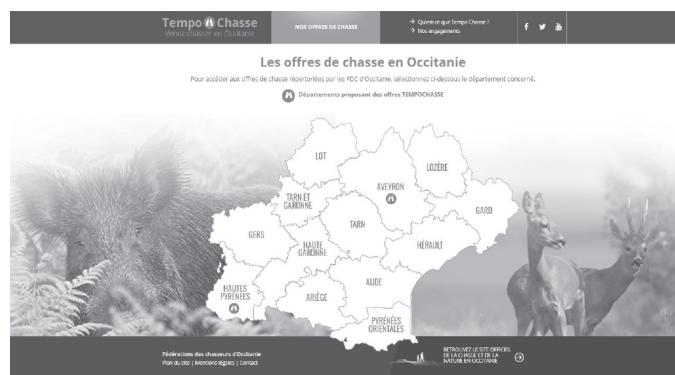 Tempo Chasse
Venez chasser en Occitanie
NOS OFFRES DE CHASSE
→ Qu'est-ce que Tempo Chasse ?
→ Nos engagements
Les offres de chasse en Occitanie
Pour accéder aux offres de chasse répertoriées par les FDC d'Occitanie, sélectionnez ci-dessous le département concerné.
Départements proposant des offres TEMPOCHASSE
LOT
LOZÈRE
AVEYRON
TARN ET
GARONNE
GARD
TARN
GERS
HAUTE
GARONNE
HÉRAULT
AUDE
HAUTES
PYRÉNÉES
ARIÈGE
PYRÉNÉES
ORIENTALES
RETROUVEZ LE SITE OFFICIEL
DE LA CHASSE ET DE LA
NATURE EN OCCITANIE
Fédérations des chasseurs d'Occitanie
Plan du site | Mentions légales | Contact